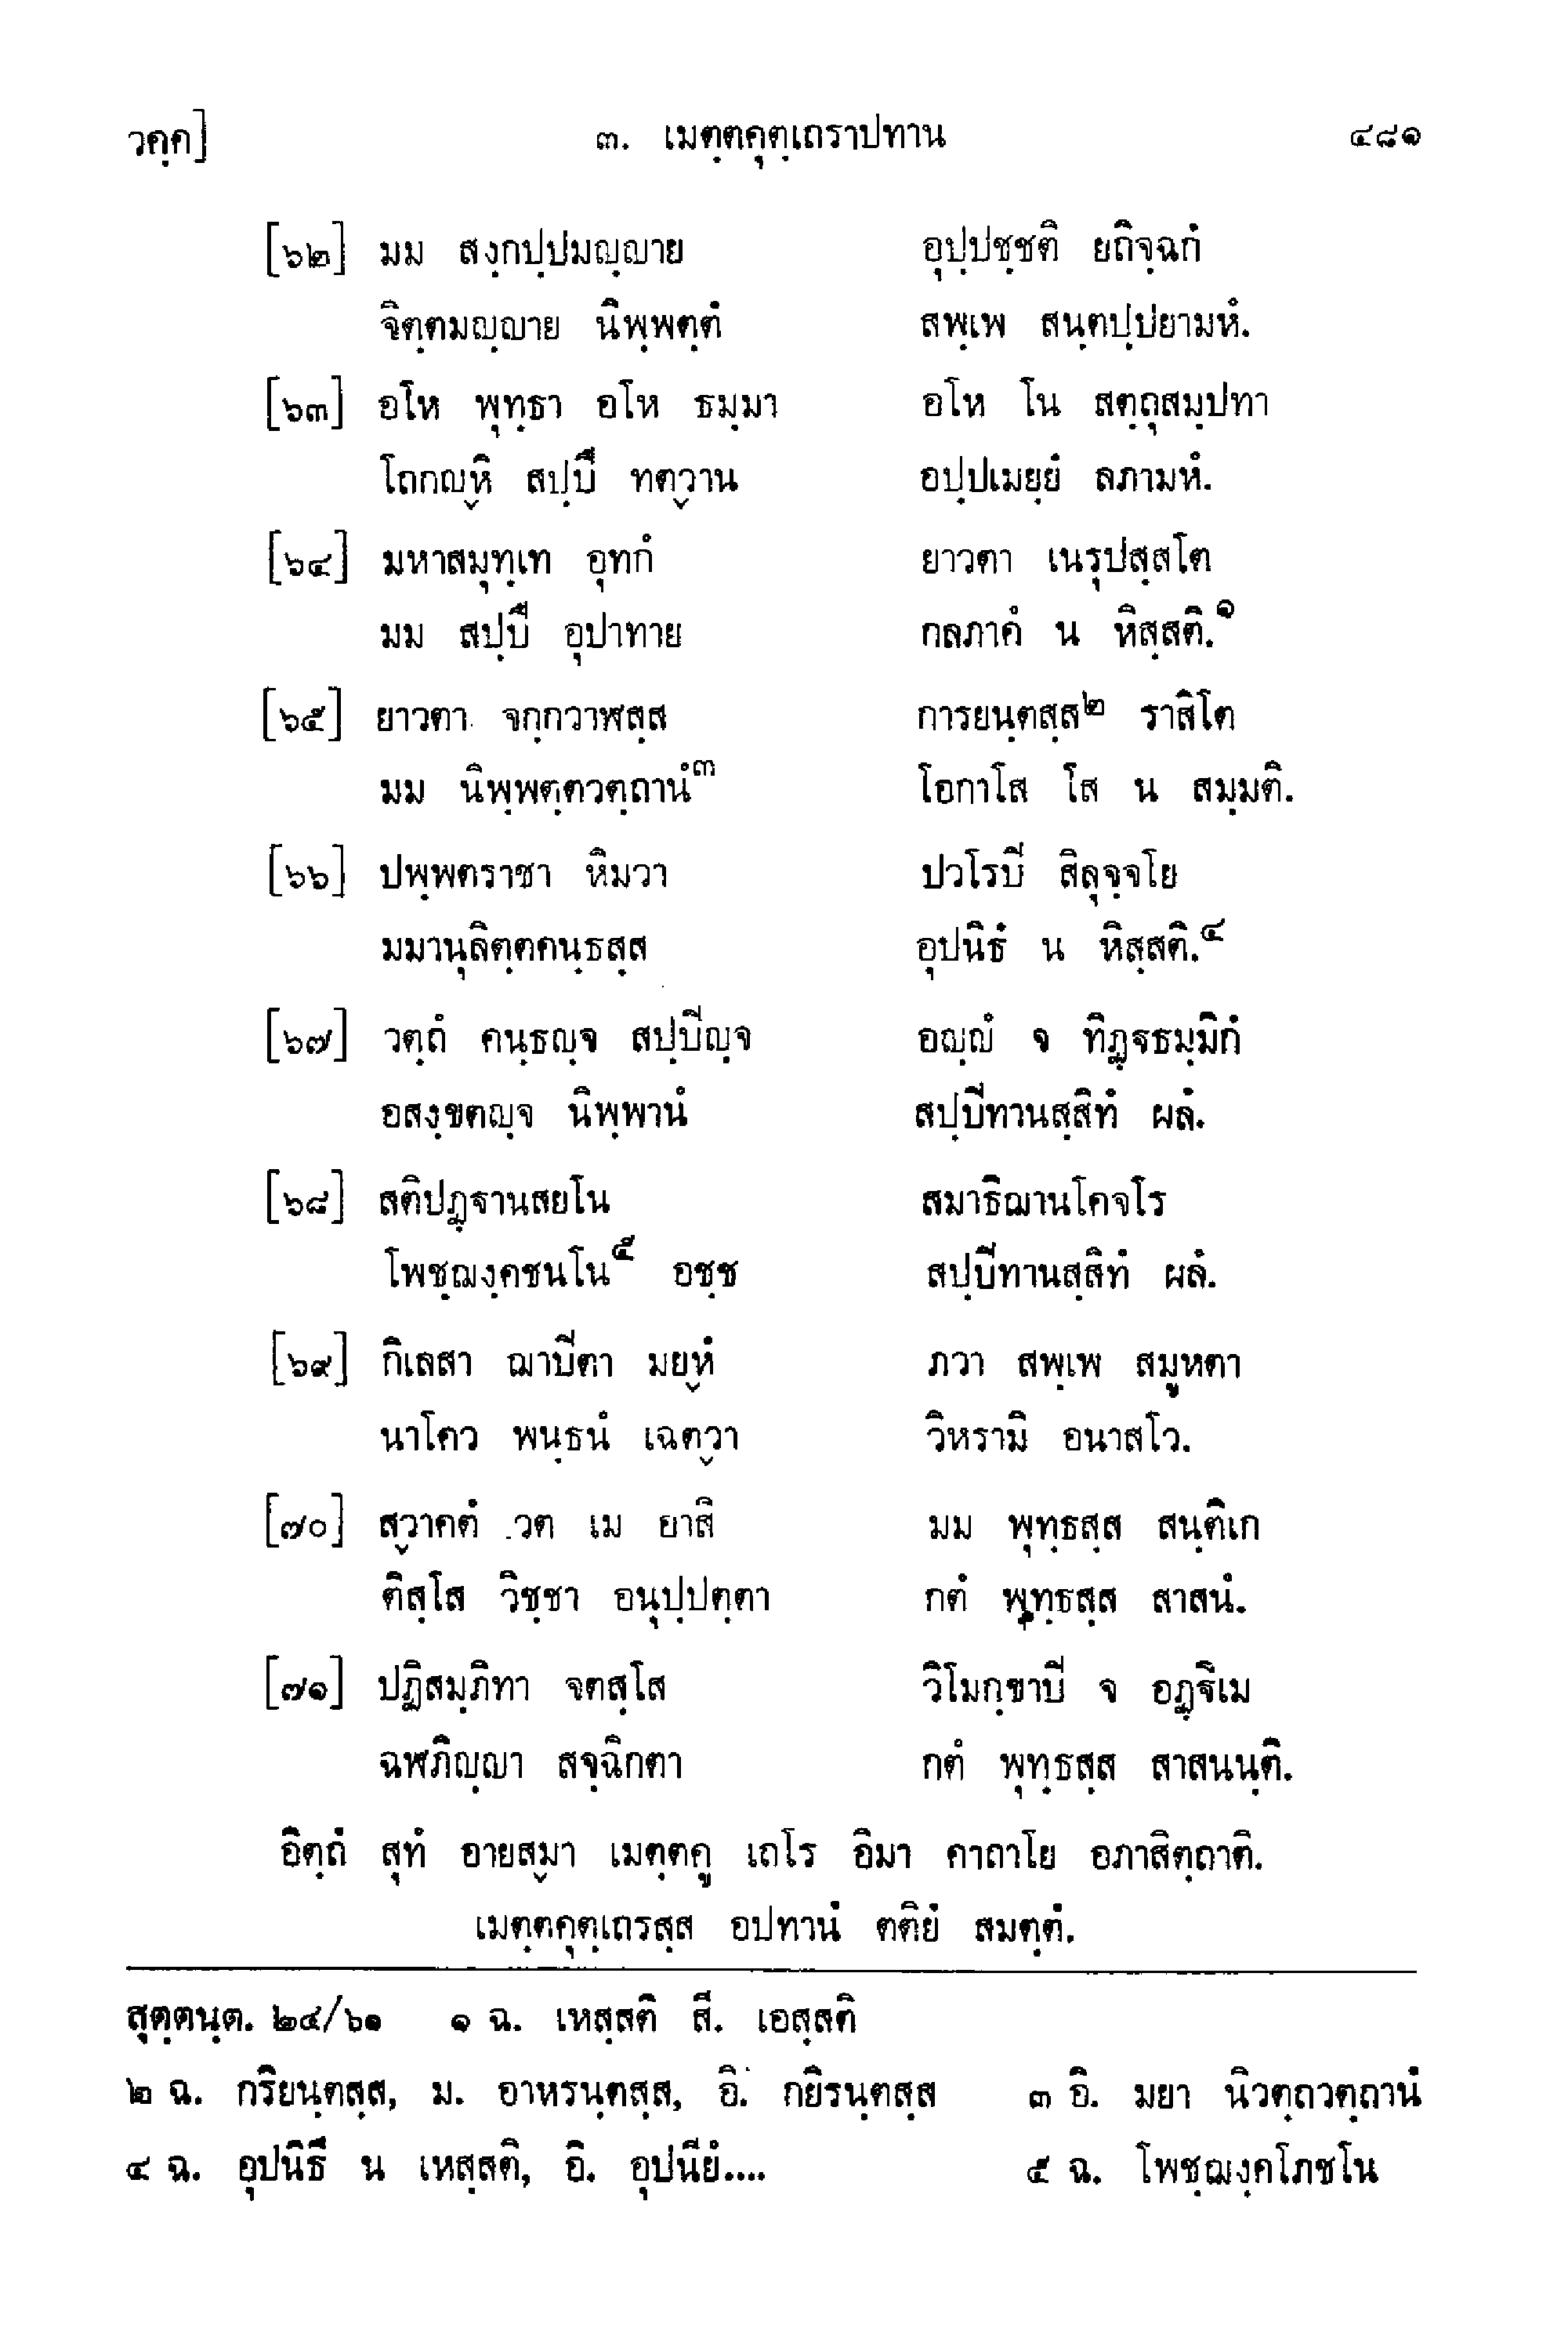 วคฺค] ๓. เมตฺตคุตฺเถราปทาน ๔๘๑
[๖๒] มม สงฺกปฺปมญฺญาย อุปฺปชฺชติ ยถิจฺฉกํ
จิตฺตมญฺญาย นิพฺพตฺตํ สพฺเพ สนฺตปฺปยามหํ.
[๖๓] อโห พุทฺธา อโห ธมฺมา อโห โน สตฺถุสมฺปทา
โถกญฺหิ สปฺปึ ทตฺวาน อปฺปเมยฺยํ ลภามหํ.
[๖๔] มหาสมุทฺเท อุทกํ ยาวตา เนรุปสฺสโต
มม สปฺปึ อุปาทาย กลภาคํ น หิสฺสติ.๑
[๖๕] ยาวตา จกฺกวาฬสฺส การยนฺตสฺส๒ ราสิโต
มม นิพฺพตฺตวตฺถานํ๓ โอกาโส โส น สมฺมติ.
[๖๖] ปพฺพตราชา หิมวา ปวโรปิ สิลุจฺจโย
มมานุลิตฺตคนฺธสฺส อุปนิธํ น หิสฺสติ.๔
[๖๗] วตฺถํ คนฺธญฺจ สปฺปิญฺจ อญฺญํ จ ทิฏฺฐธมฺมิกํ
อสงฺขตญฺจ นิพฺพานํ สปฺปิทานสฺสิทํ ผลํ.
[๖๘] สติปฏฺฐานสยโน สมาธิฌานโคจโร
โพชฺฌงฺคชนโน๕ อชฺช สปฺปิทานสฺสิทํ ผลํ.
[๖๙] กิเลสา ฌาปิตา มยฺหํ ภวา สพฺเพ สมูหตา
นาโคว พนฺธนํ เฉตฺวา วิหรามิ อนาสโว.
[๗๐] สฺวาคตํ วต เม อาสิ มม พุทฺธสฺส สนฺติเก
ติสฺโส วิชฺชา อนุปฺปตฺตา กตํ พุทฺธสฺส สาสนํ.
[๗๑] ปฏิสมฺภิทา จตสฺโส วิโมกฺขาปิ จ อฏฺฐิเม
ฉฬภิญฺญา สจฺฉิกตา กตํ พุทฺธสฺส สาสนนฺติ.
อิตฺถํ สุทํ อายสฺมา เมตฺตคู เถโร อิมา คาถาโย อภาสิตฺถาติ.
เมตฺตคุตฺเถรสฺส อปทานํ ตติยํ สมตฺตํ.
สุตฺตนฺต. ๒๔/๖๑ ๑ ฉ. เหสฺสติ สี. เอสฺสติ
๒ ฉ. กริยนฺตสฺส, ม. อาหรนฺตสฺส, อิ. กยิรนฺตสฺส ๓ อิ. มยา นิวตฺถวตฺถานํ
๔ ฉ. อุปนิธึ น เหสฺสติ, อิ. อุปนียํ.... ๕ ฉ. โพชฺฌงฺคโภชโน